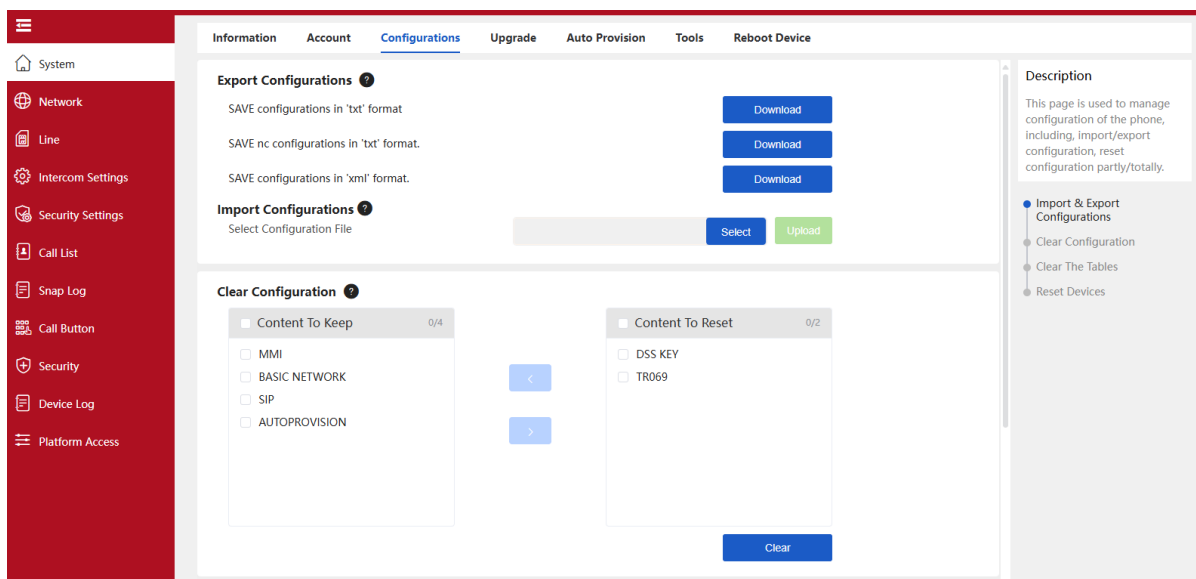 Information Account Configurations Upgrade Auto Provision Tools Reboot Device
System
Network
Line
Intercom Settings
Security Settings
Call List
Snap Log
Call Button
Security
Device Log
Platform Access
Export Configurations ?
SAVE configurations in 'txt' format Download
SAVE nc configurations in 'txt' format. Download
SAVE configurations in 'xml' format. Download
Import Configurations ?
Select Configuration File Select Upload
Clear Configuration ?
Content To Keep 0/4
MMI
BASIC NETWORK
SIP
AUTOPROVISION
<
>
Content To Reset 0/2
DSS KEY
TR069
Clear
Description
This page is used to manage
configuration of the phone,
including, import/export
configuration, reset
configuration partly/totally.
Import & Export
Configurations
Clear Configuration
Clear The Tables
Reset Devices